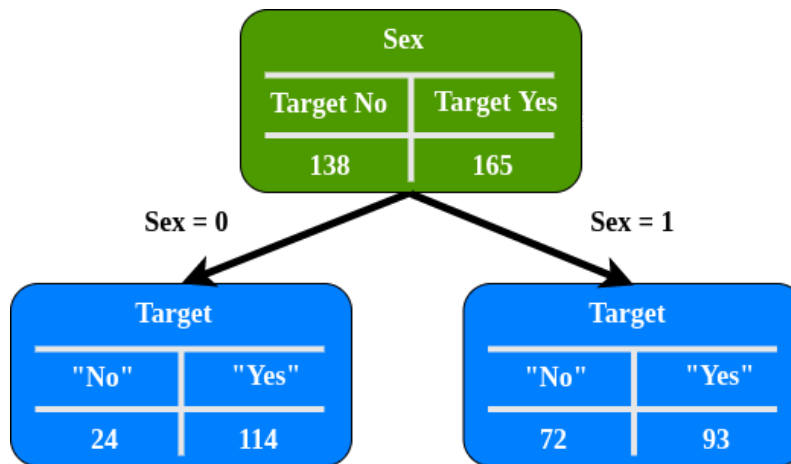 Sex
Target No Target Yes
138 165
Sex = 0 Sex = 1
Target Target
"No" "Yes" "No" "Yes"
24 114 72 93